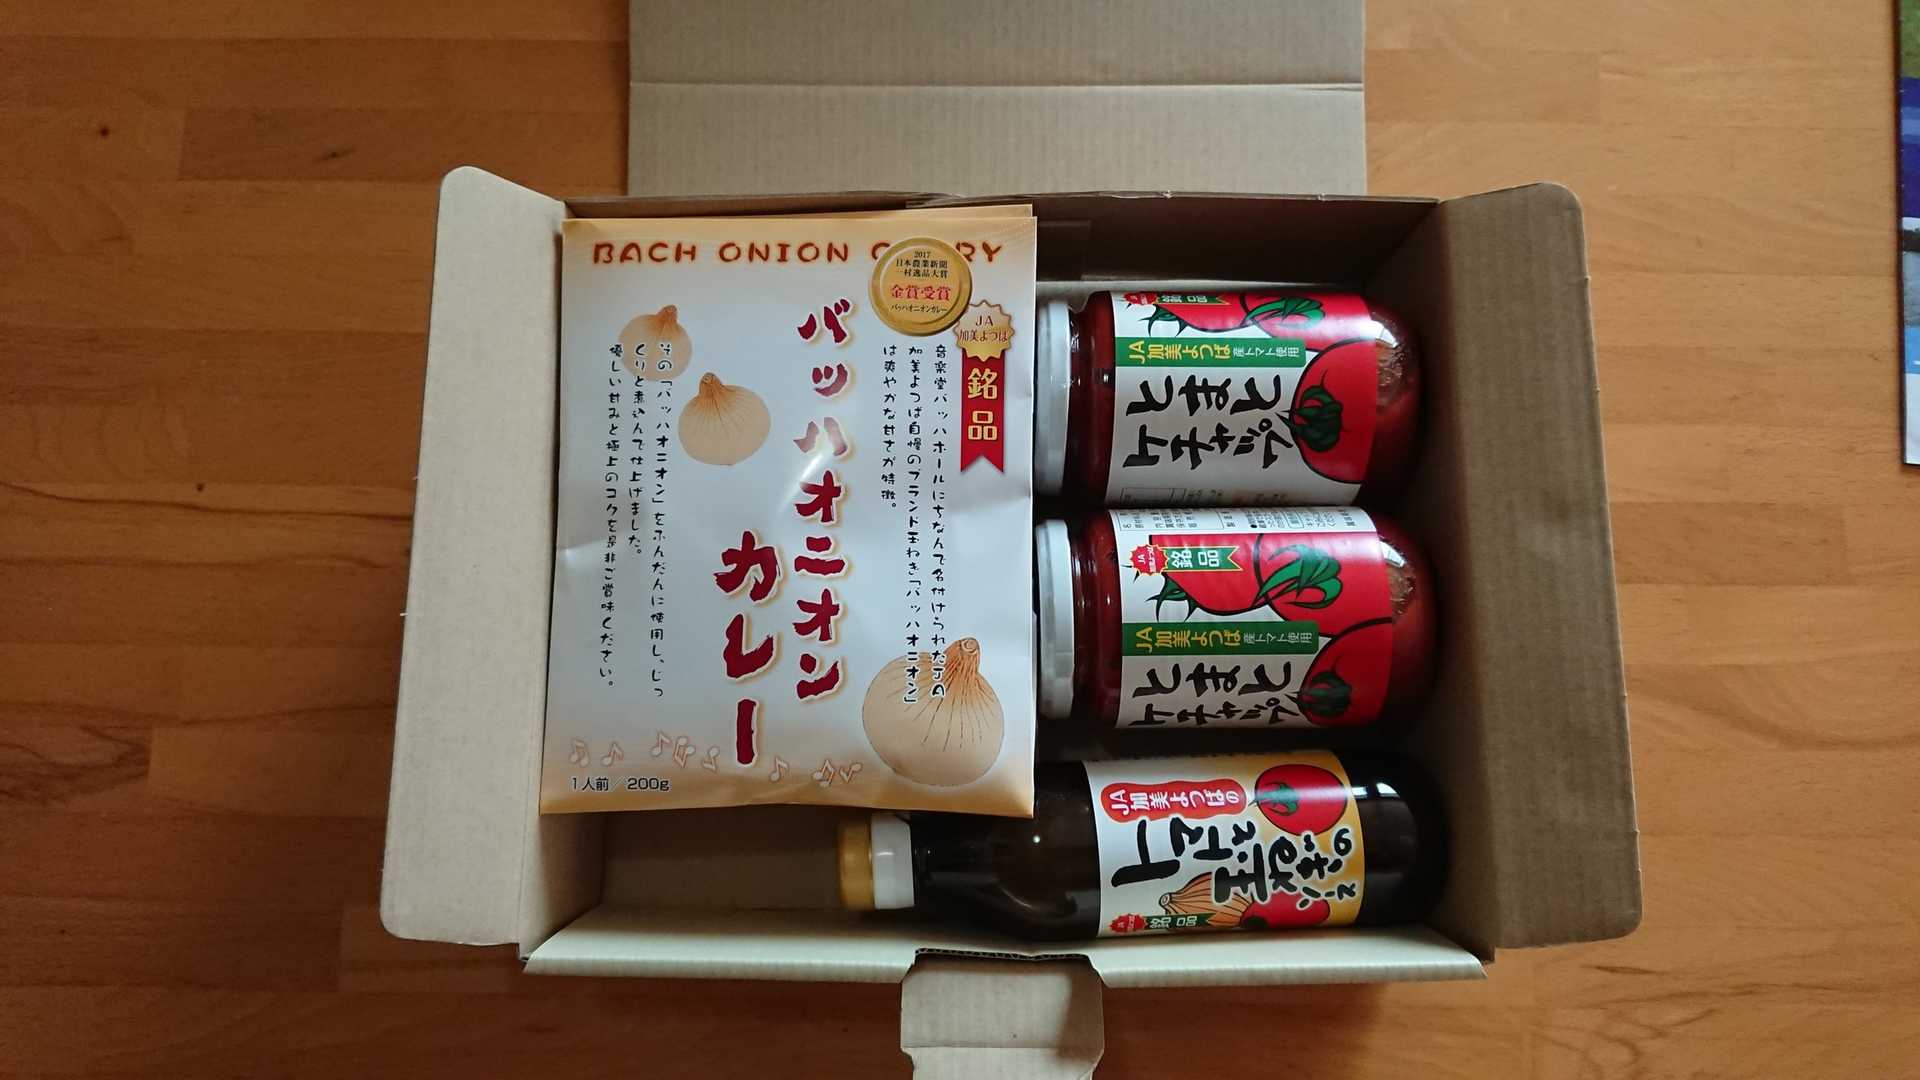 BACH ONION C RRY
2017
日本農業新聞
一村逸品大賞
金賞受賞
バッハオニオンカレー
JA
加美よつば
銘品
バッハオニオン
カレー
音楽堂バッハホールにちなんで名付けられたJA
加美よつば自慢のブランド玉ねぎ「バッハオニオン」
は爽やかな甘さが特徴。
その「バッハオニオン」をふんだんに使用し、じっ
くりと煮込んで仕上げました。
優しい甘みと極上のコクを是非ご賞味ください。
1人前/200g
銘品
JA加美よつば産トマト使用
とまと
ケチャップ
JA
銘品
JA加美よつば産トマト使用
とまと
ケチャップ
JA加美よつばの
トマトと
玉ねぎの
銘品